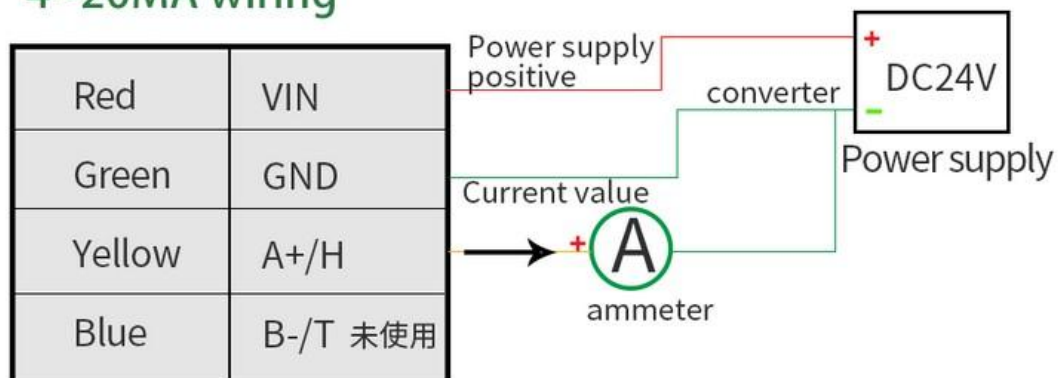 4~20MA wiring
Power supply
positive
+
DC24V
Red VIN
converter
-
Power supply
Green GND
Current value
Yellow A+/H
+
A
ammeter
Blue B-/T 未使用